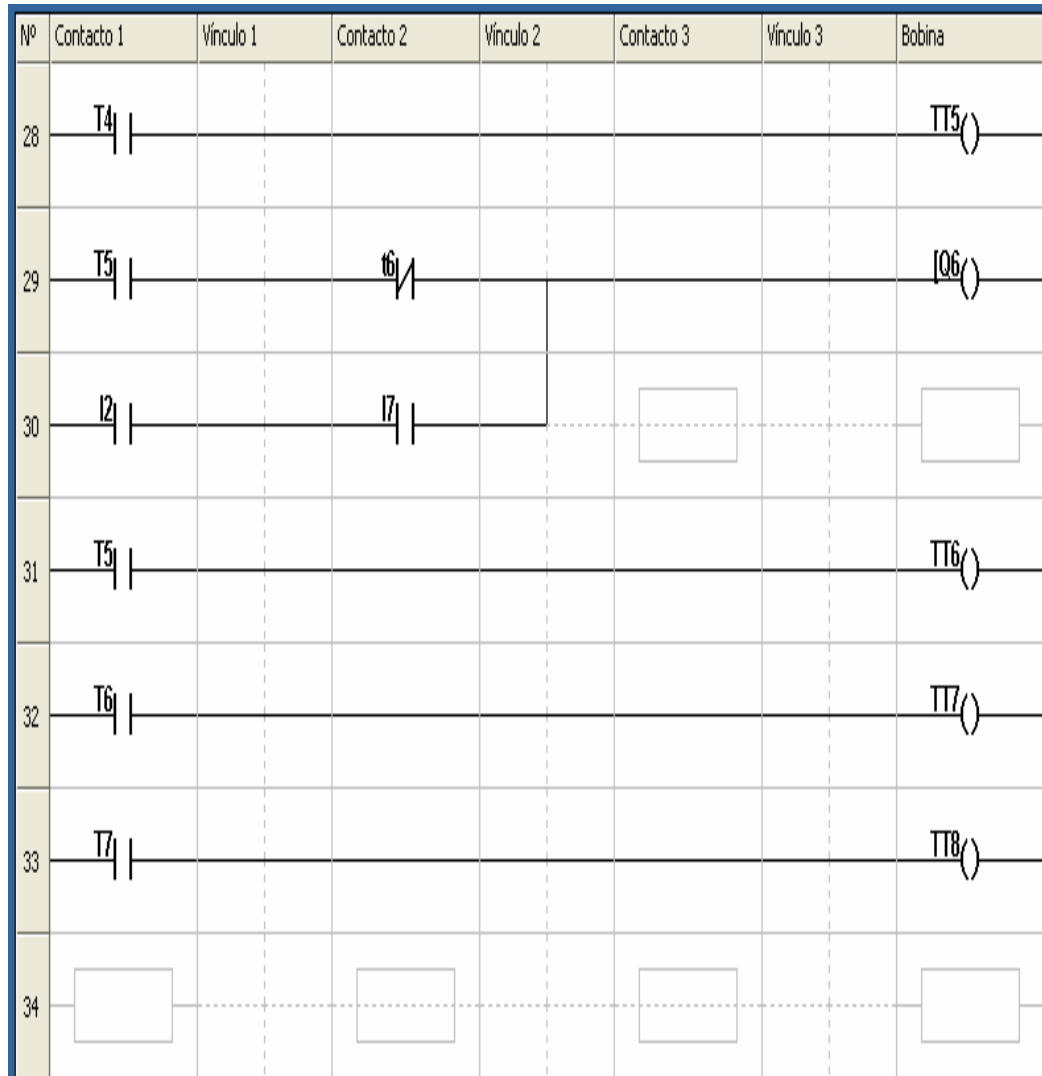 Nº Contacto 1 Vínculo 1 Contacto 2 Vínculo 2 Contacto 3 Vínculo 3 Bobina
28 T4 TT5
29 T5 t6 [Q6
30 I2 I7
31 T5 TT6
32 T6 TT7
33 T7 TT8
34